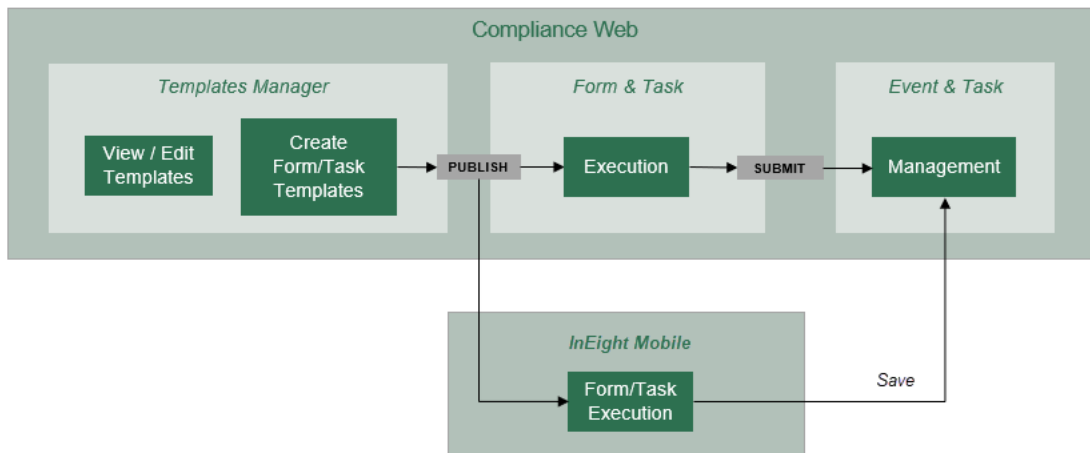 Compliance Web
Templates Manager
Form & Task
Event & Task
View / Edit
Templates
Create
Form/Task
Templates
PUBLISH
Execution
SUBMIT
Management
InEight Mobile
Form/Task
Execution
Save